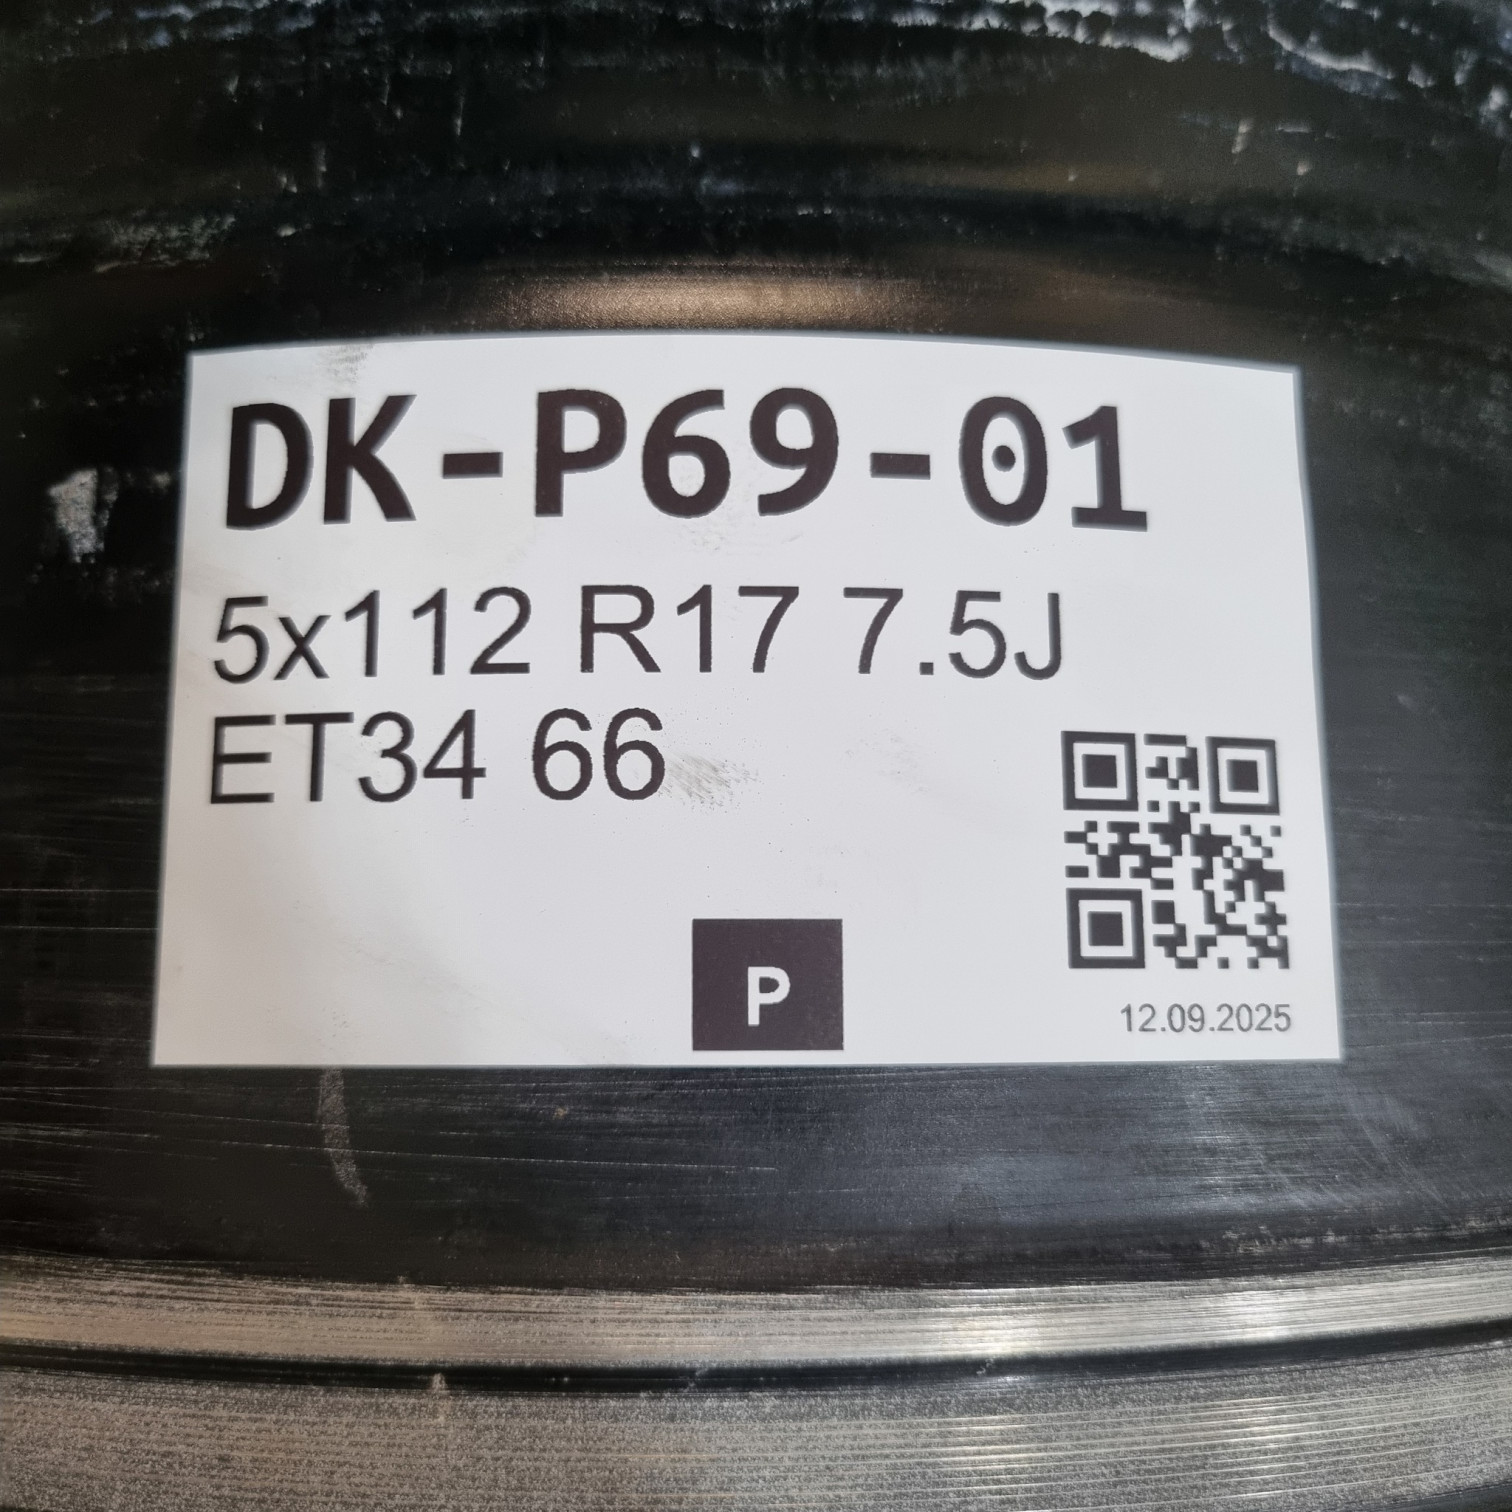 DK-P69-01
5x112 R17 7.5J
ET34 66
P
12.09.2025